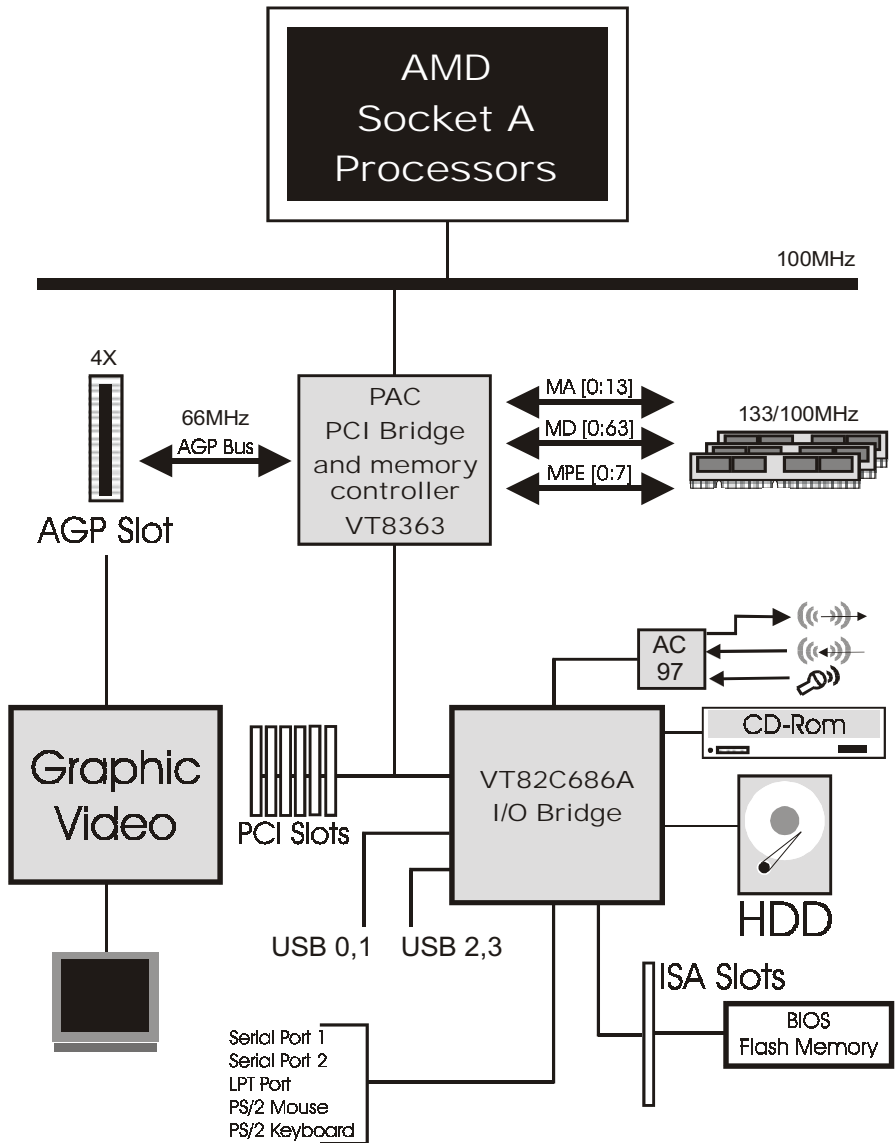 AMD
Socket A
Processors
100MHz
4X
66MHz
AGP Bus
AGP Slot
PAC
PCI Bridge
and memory
controller
VT8363
MA [0:13]
MD [0:63]
MPE [0:7]
133/100MHz
AC
97
CD-Rom
Graphic
Video
PCI Slots
VT82C686A
I/O Bridge
HDD
USB 0,1
USB 2,3
ISA Slots
BIOS
Flash Memory
Serial Port 1
Serial Port 2
LPT Port
PS/2 Mouse
PS/2 Keyboard